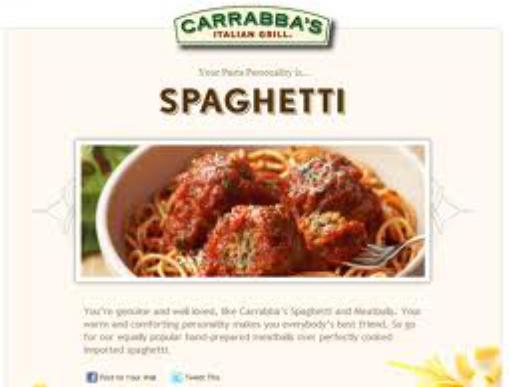 CARRABBA'S
ITALIAN GRILL.
Your Pasta Personality is...
SPAGHETTI
You're genuine and well loved, like Carrabba's Spaghetti and Meatballs. Your
warm and comforting personality makes you everybody's best friend. So go
for our equally popular hand-prepared meatballs over perfectly cooked
imported spaghetti.
Post to Your Wall
Tweet This